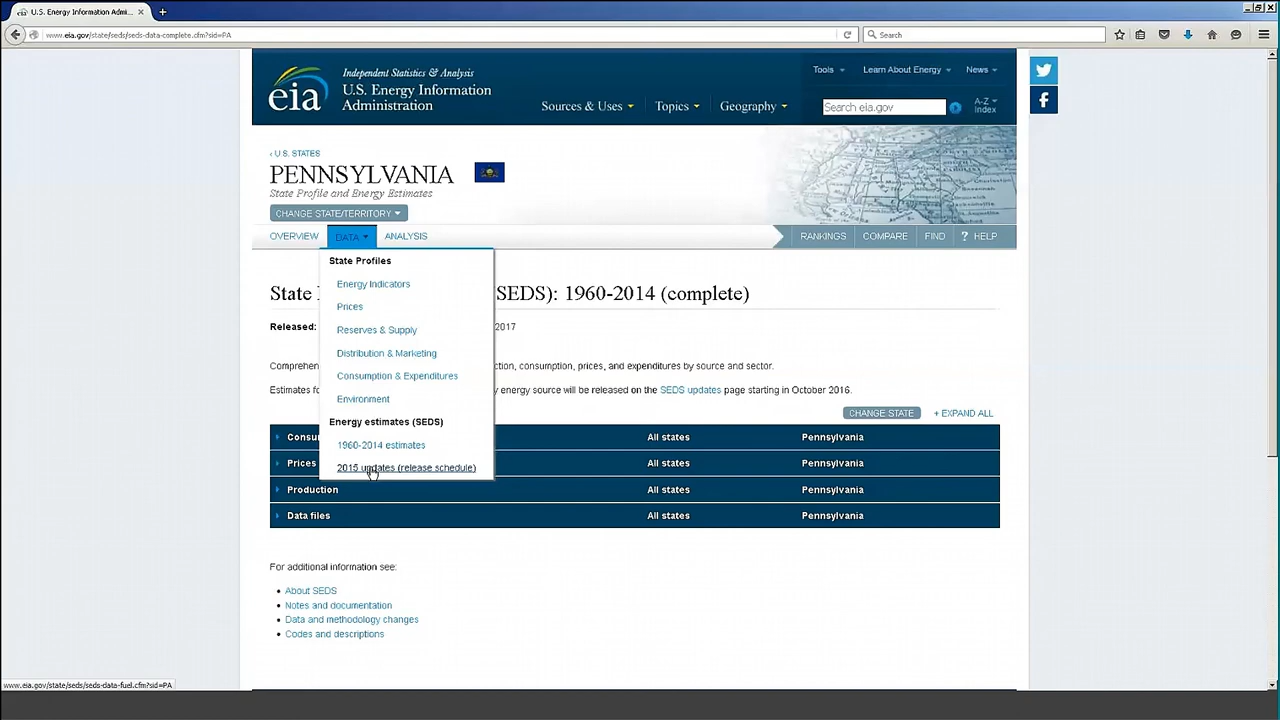 U.S. Energy Information Admi...
www.eia.gov/state/seds/seds-data-complete.cfm?sid=PA
Search
eia
Independent Statistics & Analysis
U.S. Energy Information
Administration
Tools
Learn About Energy
News
Sources & Uses
Topics
Geography
Search eia.gov
A-Z
Index
‹ U.S. STATES
PENNSYLVANIA
State Profile and Energy Estimates
CHANGE STATE/TERRITORY
OVERVIEW
DATA
ANALYSIS
RANKINGS
COMPARE
FIND
? HELP
State Profiles
Energy Indicators
Prices
Reserves & Supply
Distribution & Marketing
Consumption & Expenditures
Environment
Energy estimates (SEDS)
1960-2014 estimates
2015 updates (release schedule)
State SEDS): 1960-2014 (complete)
Released: 2017
Comprehen ction, consumption, prices, and expenditures by source and sector.
Estimates fo y energy source will be released on the SEDS updates page starting in October 2016.
CHANGE STATE
+ EXPAND ALL
Consu All states Pennsylvania
Prices All states Pennsylvania
Production All states Pennsylvania
Data files All states Pennsylvania
For additional information see:
• About SEDS
• Notes and documentation
• Data and methodology changes
• Codes and descriptions
www.eia.gov/state/seds/seds-data-fuel.cfm?sid=PA